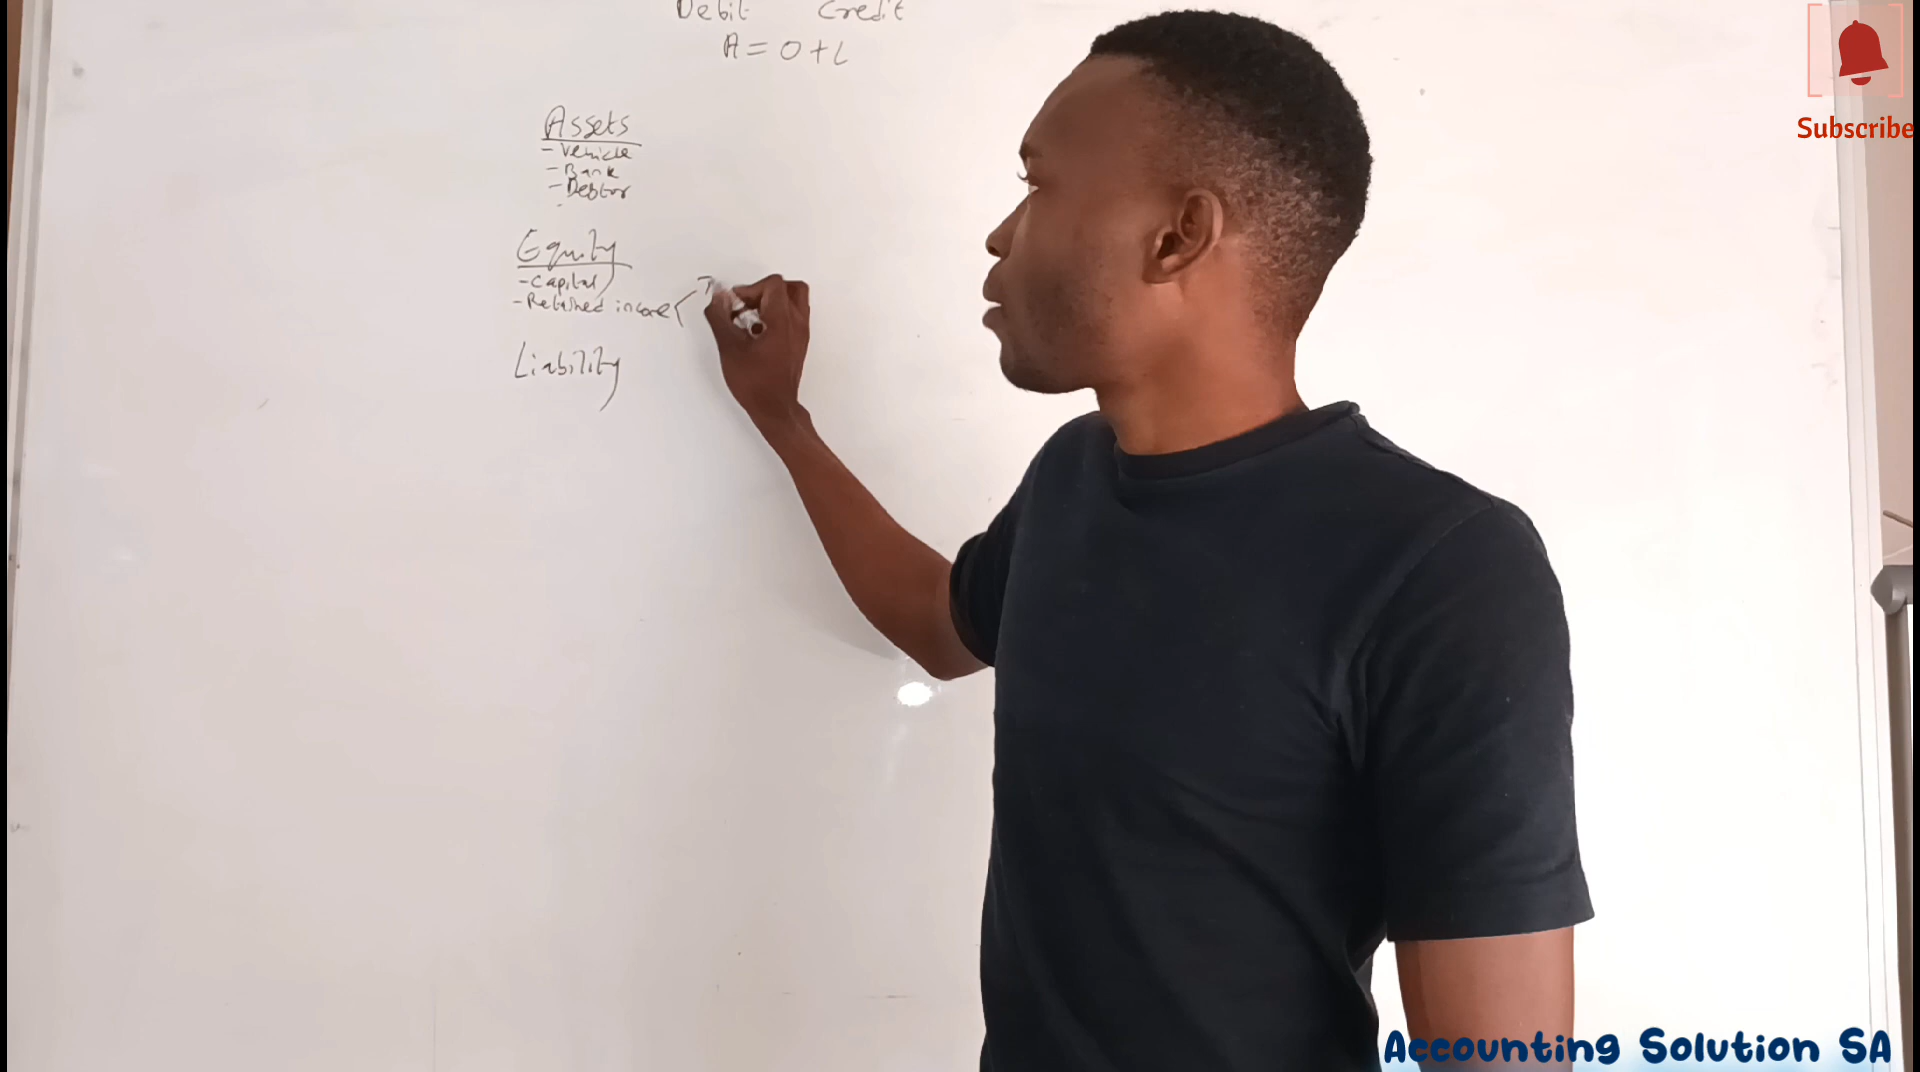 Debit Credit
A = O + L
Assets
- Vehicle
- Bank
- Debtor
Equity
- Capital
- Retained income
Liability
Subscribe
Accounting Solution SA